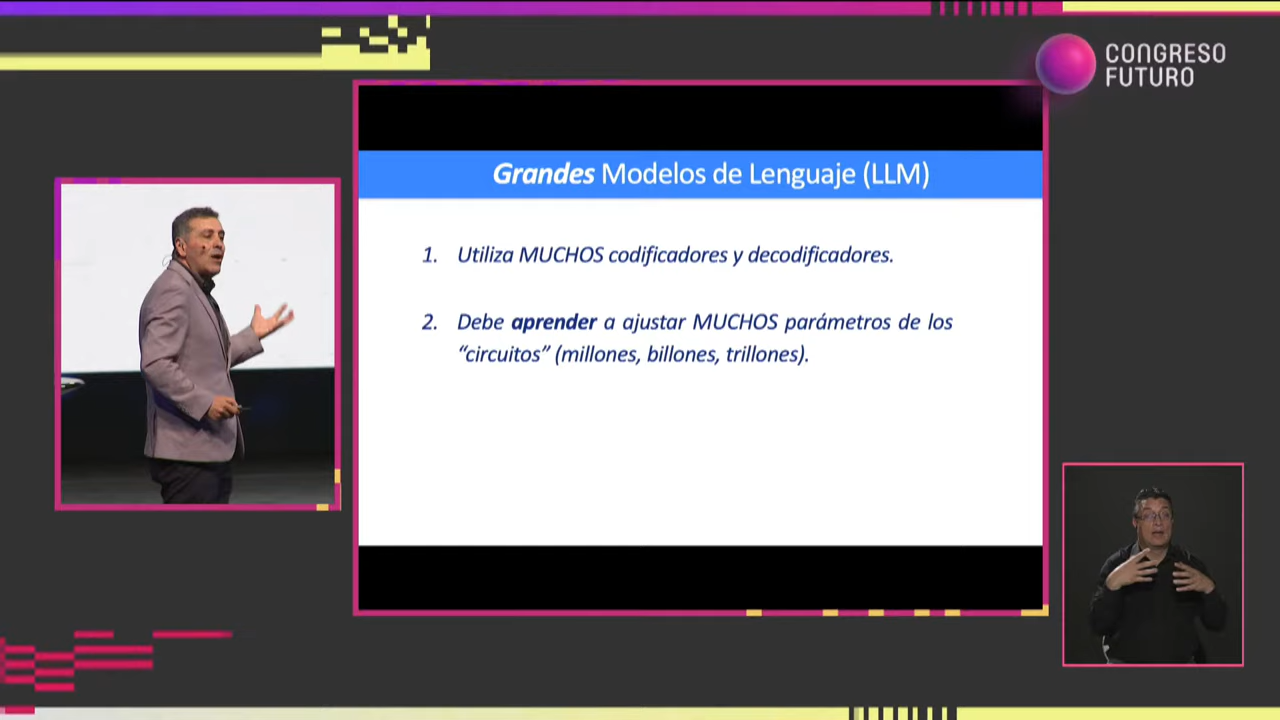 CONGRESO
FUTURO
Grandes Modelos de Lenguaje (LLM)
1. Utiliza MUCHOS codificadores y decodificadores.
2. Debe aprender a ajustar MUCHOS parámetros de los
“circuitos” (millones, billones, trillones).